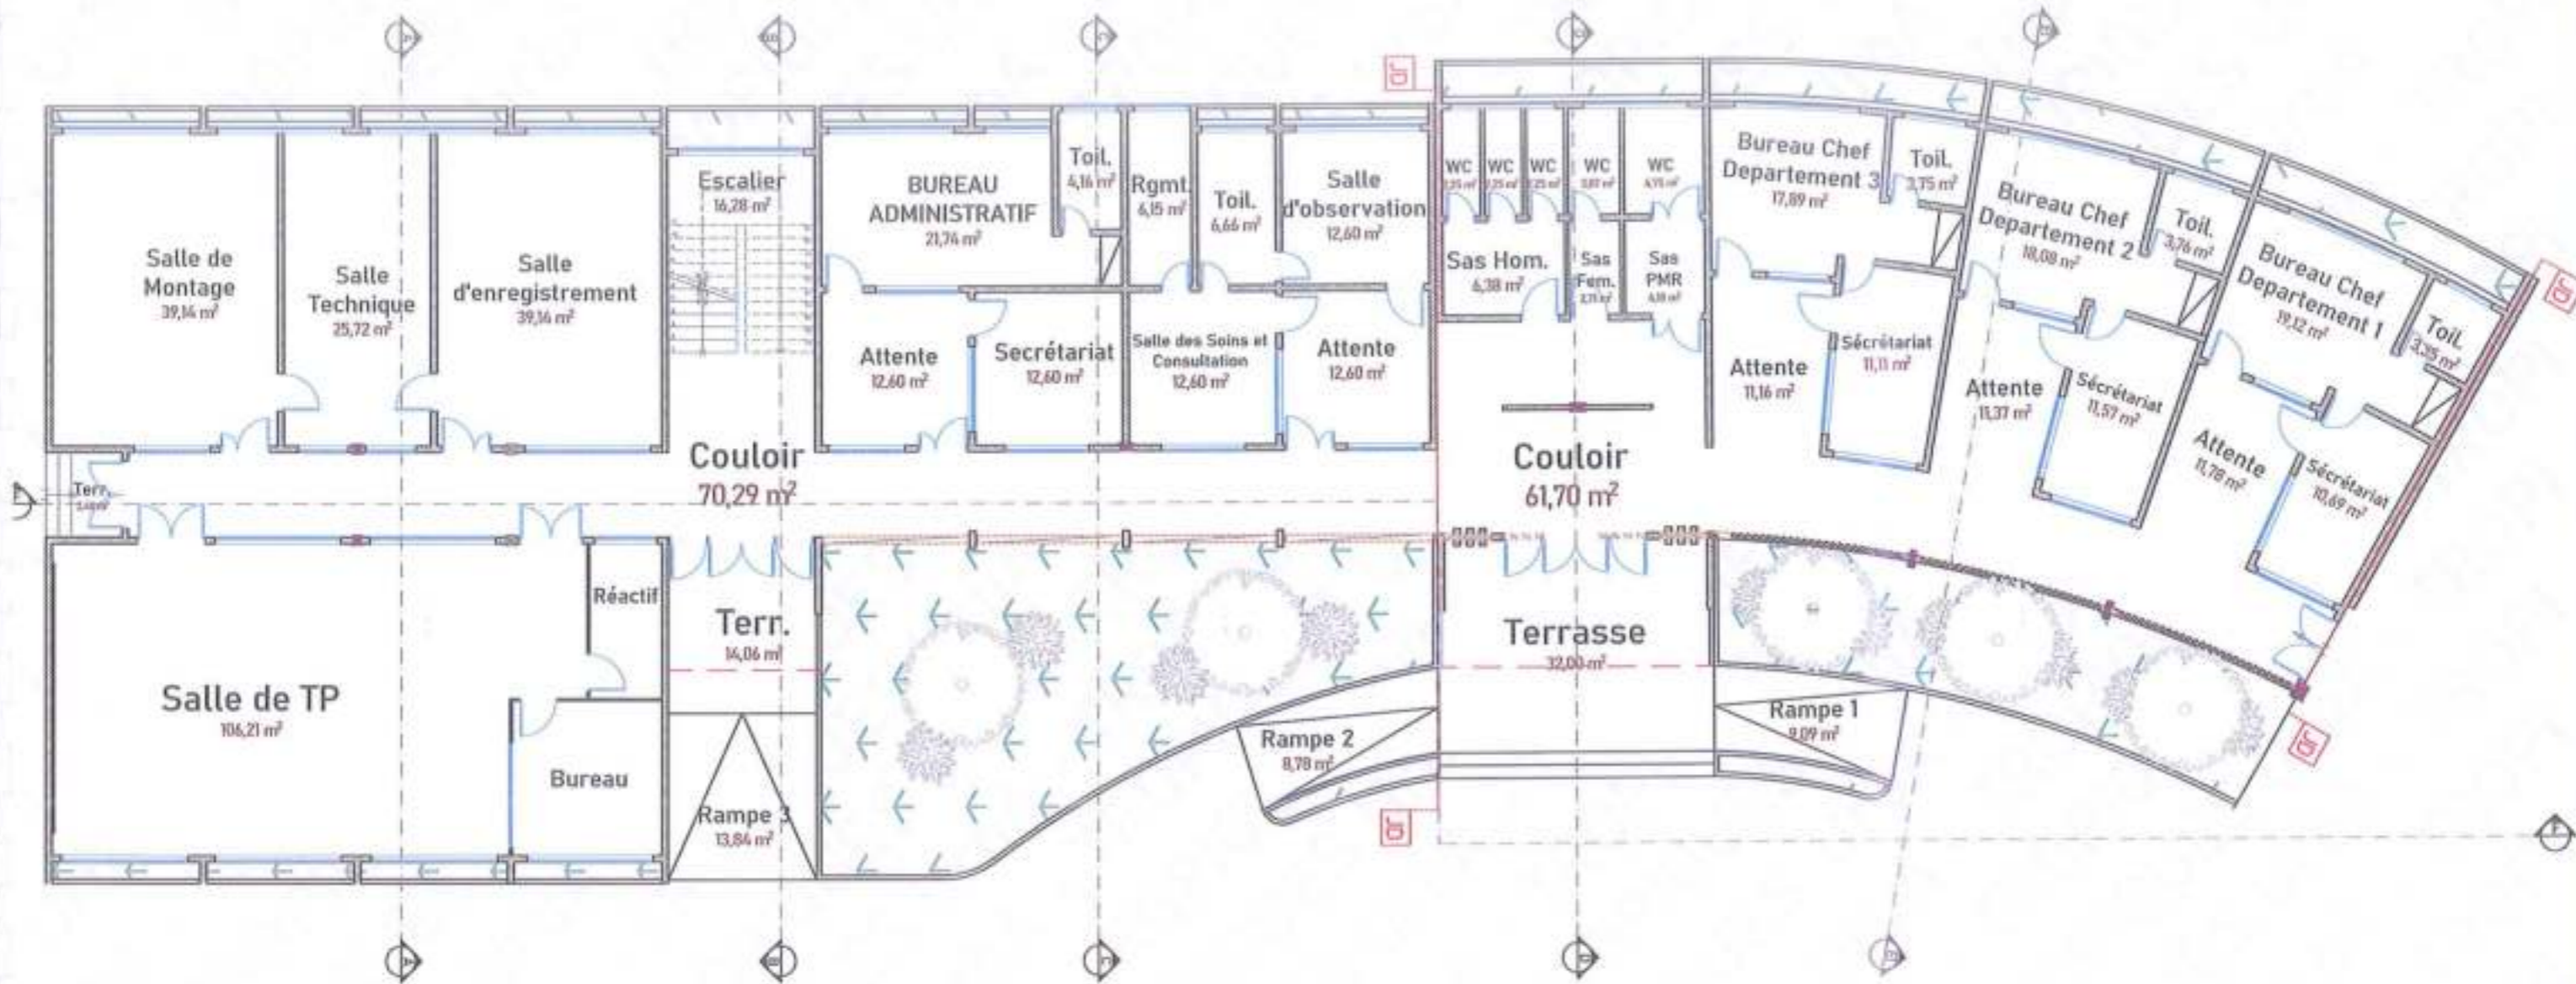 Salle de
Montage
39,14 m²
Salle
Technique
25,72 m²
Salle
d'enregistrement
39,14 m²
Escalier
16,28 m²
BUREAU
ADMINISTRATIF
21,74 m²
Toil.
4,16 m²
Rgmt.
6,15 m²
Toil.
6,66 m²
Salle
d'observation
12,60 m²
Attente
12,60 m²
Secrétariat
12,60 m²
Salle des Soins et
Consultation
12,60 m²
Attente
12,60 m²
WC
WC
WC
WC
WC
Sas Hom.
6,38 m²
Sas
Fem.
Sas
PMR
Bureau Chef
Departement 3
17,89 m²
Toil.
3,75 m²
Attente
11,16 m²
Sécrétariat
11,11 m²
Bureau Chef
Departement 2
18,08 m²
Toil.
3,76 m²
Attente
11,37 m²
Sécrétariat
11,57 m²
Bureau Chef
Departement 1
19,12 m²
Toil.
3,35 m²
Attente
11,78 m²
Sécrétariat
10,69 m²
Terr.
Couloir
70,29 m²
Couloir
61,70 m²
Salle de TP
106,21 m²
Réactif
Bureau
Terr.
14,06 m²
Rampe 3
13,84 m²
Terrasse
32,00 m²
Rampe 2
8,78 m²
Rampe 1
9,09 m²